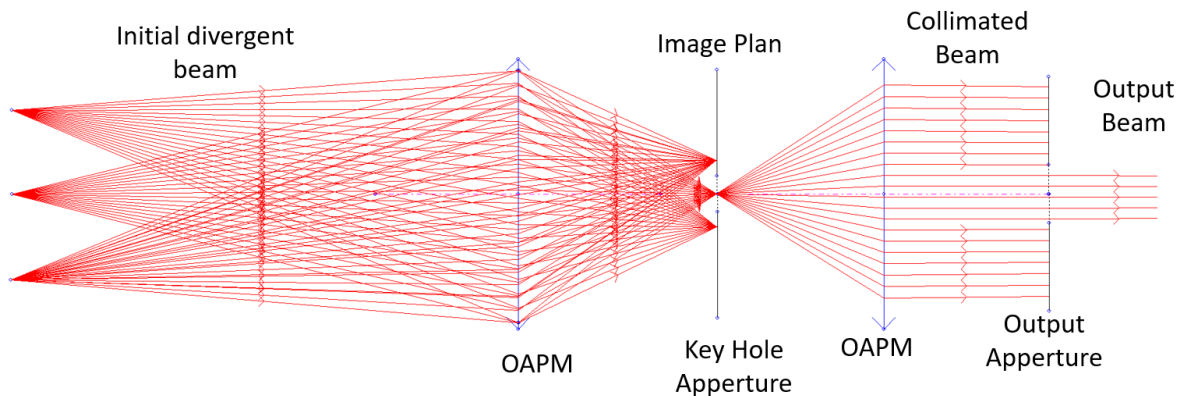 Initial divergent
beam
Image Plan
Collimated
Beam
Output
Beam
OAPM
Key Hole
Apperture
OAPM
Output
Apperture